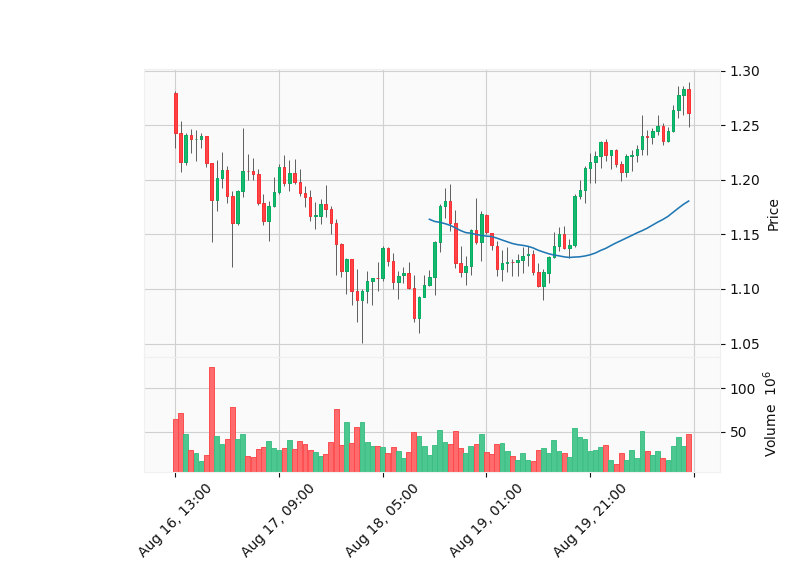 1.30
1.25
1.20
1.15
1.10
1.05
Price
100
50
Volume 10^6
Aug 16, 13:00
Aug 17, 09:00
Aug 18, 05:00
Aug 19, 01:00
Aug 19, 21:00